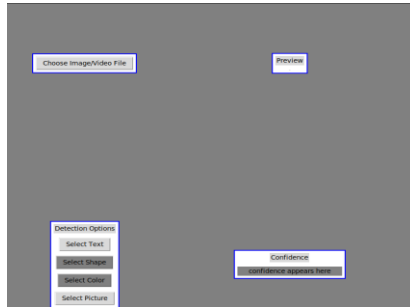 Choose Image/Video File
Preview
Detection Options
Select Text
Select Shape
Select Color
Select Picture
Confidence
confidence appears here